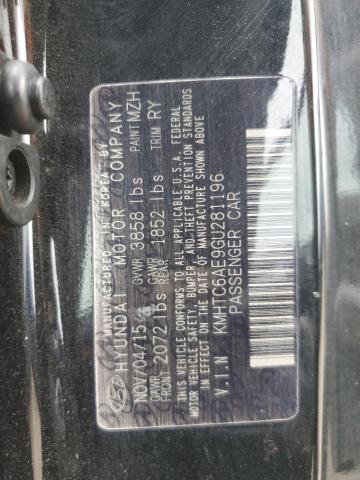 MANUFACTURED IN "KOREA" BY
HYUNDAI MOTOR COMPANY
NOV/04/15 GVWR 3858 lbs PAINT MZH
GAWR FRONT 2072 lbs GAWR REAR 1852 lbs TRIM RY
THIS VEHICLE CONFORMS TO ALL APPLICABLE U.S.A. FEDERAL
MOTOR VEHICLE SAFETY, BUMPER, AND THEFT PREVENTION STANDARDS
IN EFFECT ON THE DATE OF MANUFACTURE SHOWN ABOVE
V.I.N KMHTC6AE9GU281196
PASSENGER CAR